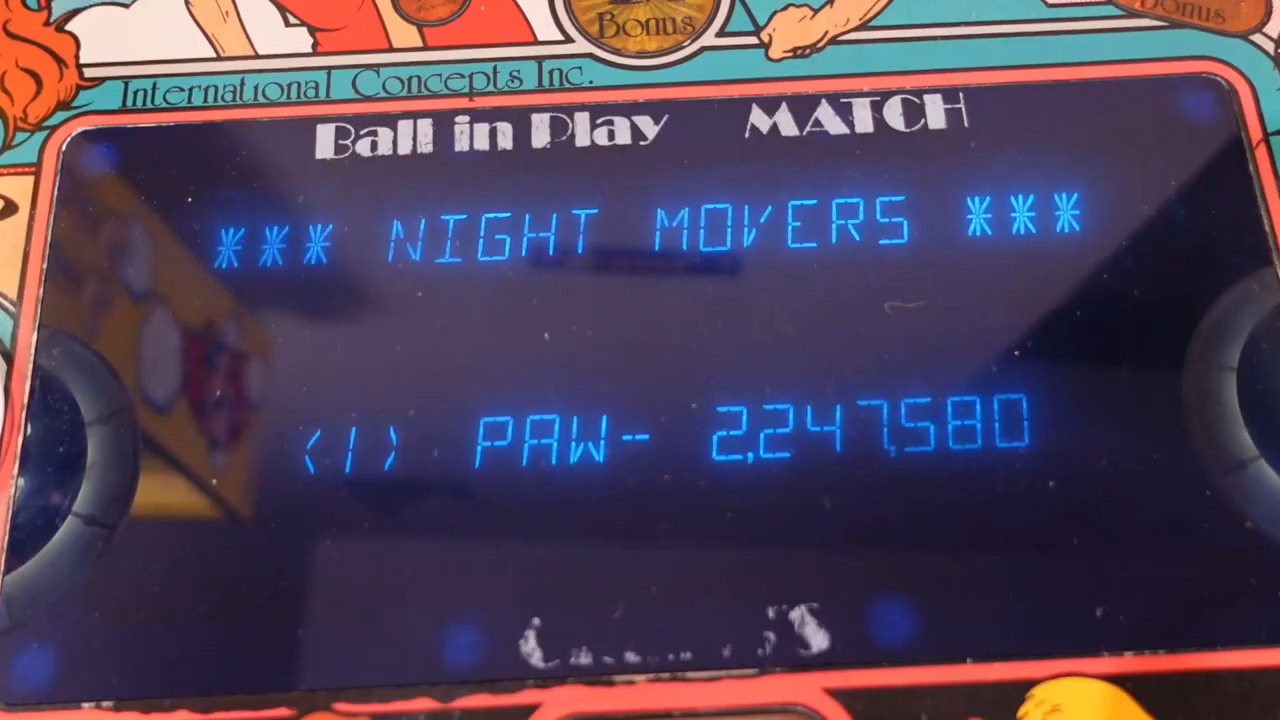 Bonus
Bonus
International Concepts Inc.
Ball in Play MATCH
*** NIGHT MOVERS ***
<1> PAW- 2,247,580